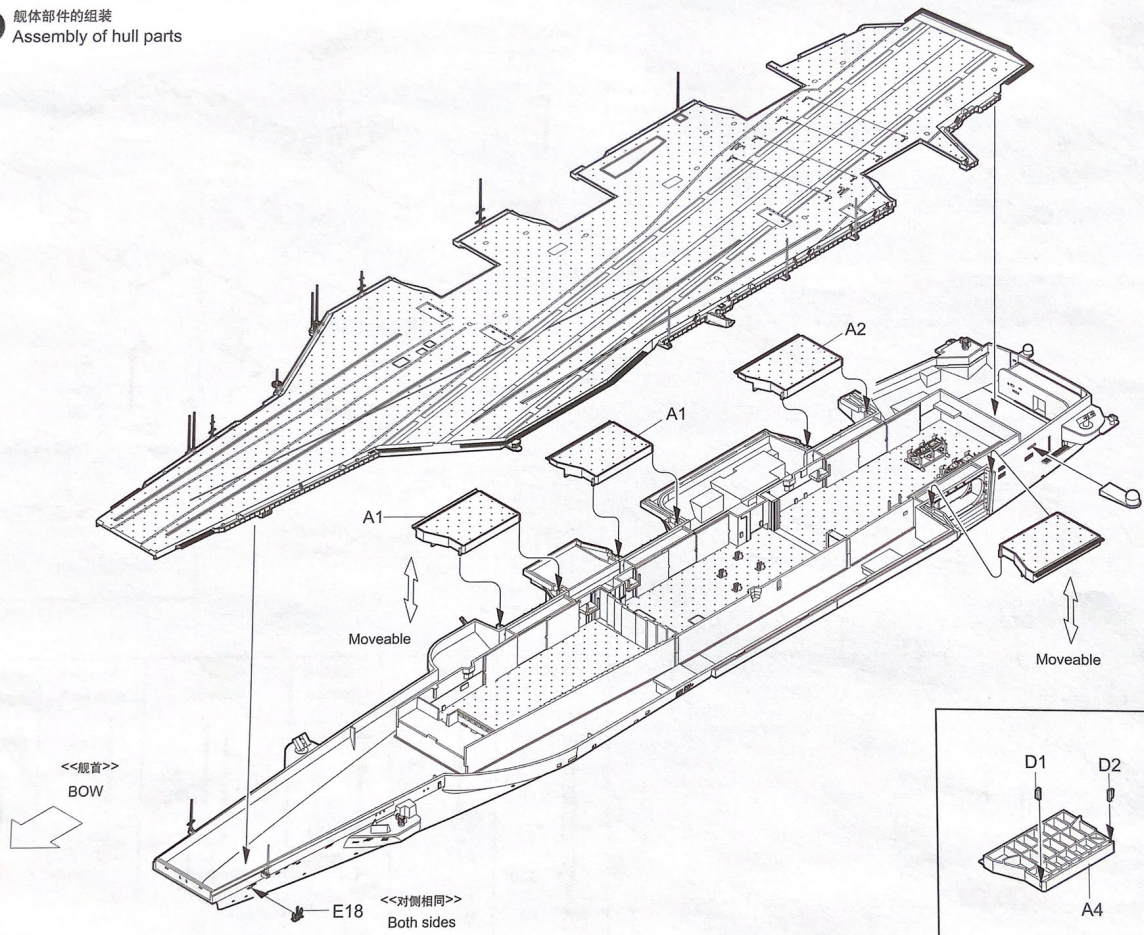 舰体部件的组装
Assembly of hull parts
A2
A1
A1
Moveable
Moveable
<<舰首>>
BOW
D1
D2
A4
E18
<<对侧相同>>
Both sides